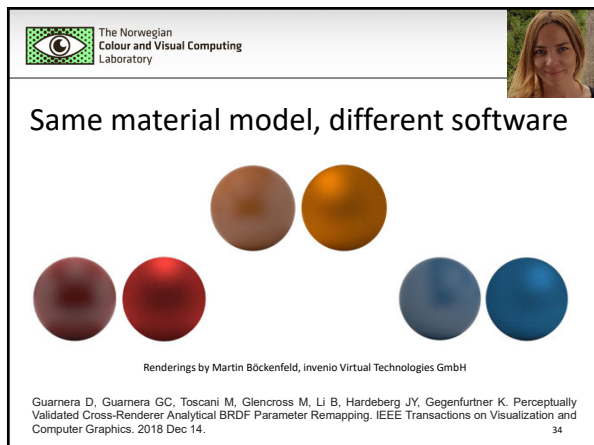 The Norwegian
Colour and Visual Computing
Laboratory
Same material model, different software
Renderings by Martin Böckenfeld, invenio Virtual Technologies GmbH
Guarnera D, Guarnera GC, Toscani M, Glencross M, Li B, Hardeberg JY, Gegenfurtner K. Perceptually
Validated Cross-Renderer Analytical BRDF Parameter Remapping. IEEE Transactions on Visualization and
Computer Graphics. 2018 Dec 14.
34